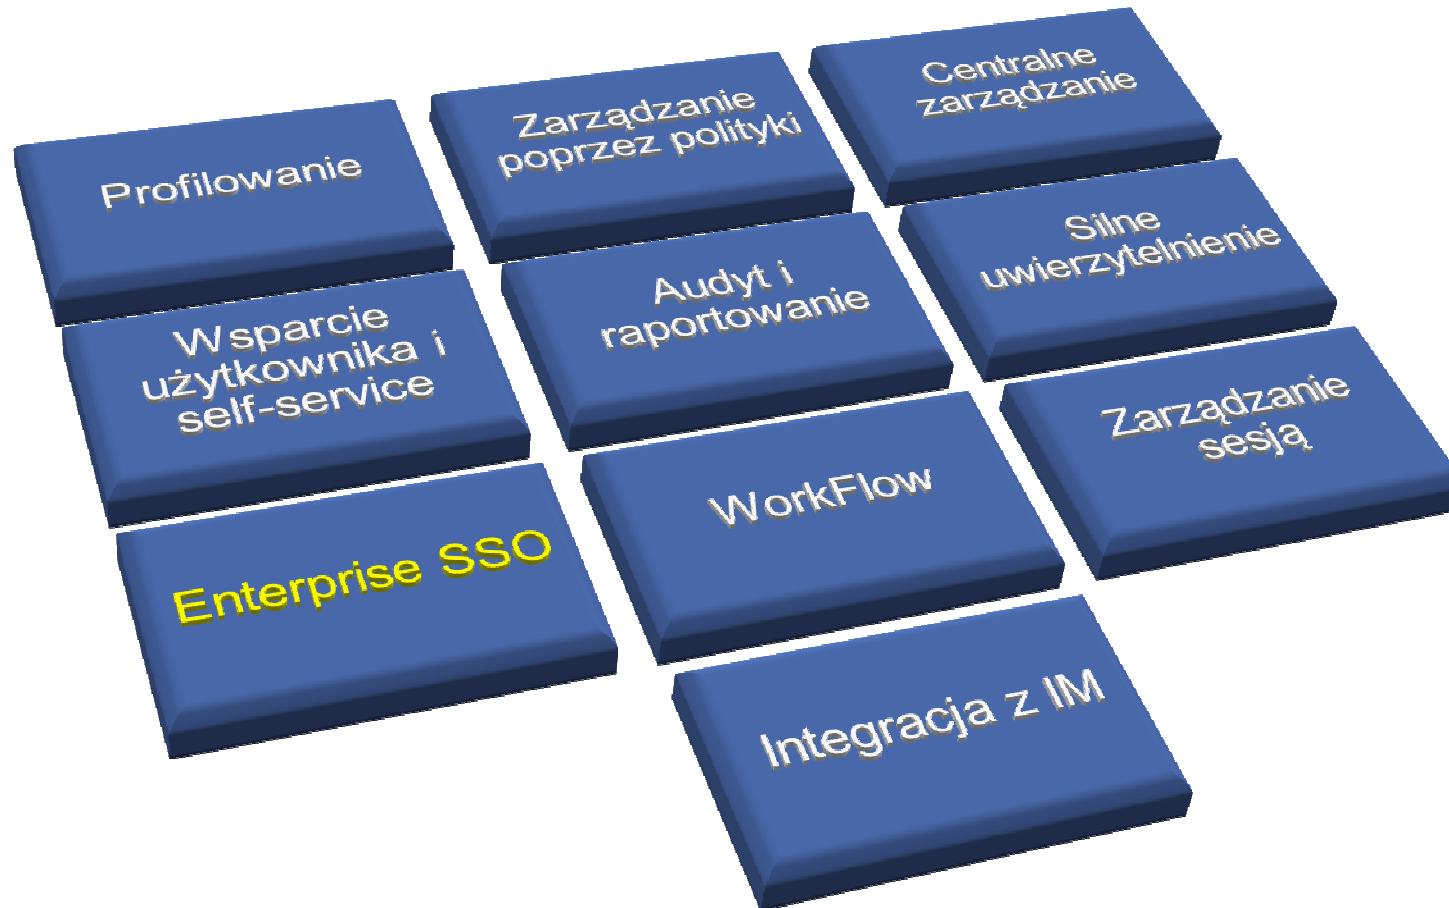 Profilowanie
Zarządzanie
poprzez polityki
Centralne
zarządzanie
Wsparcie
użytkownika i
self-service
Audyt i
raportowanie
Silne
uwierzytelnienie
Enterprise SSO
WorkFlow
Zarządzanie
sesją
Integracja z IM